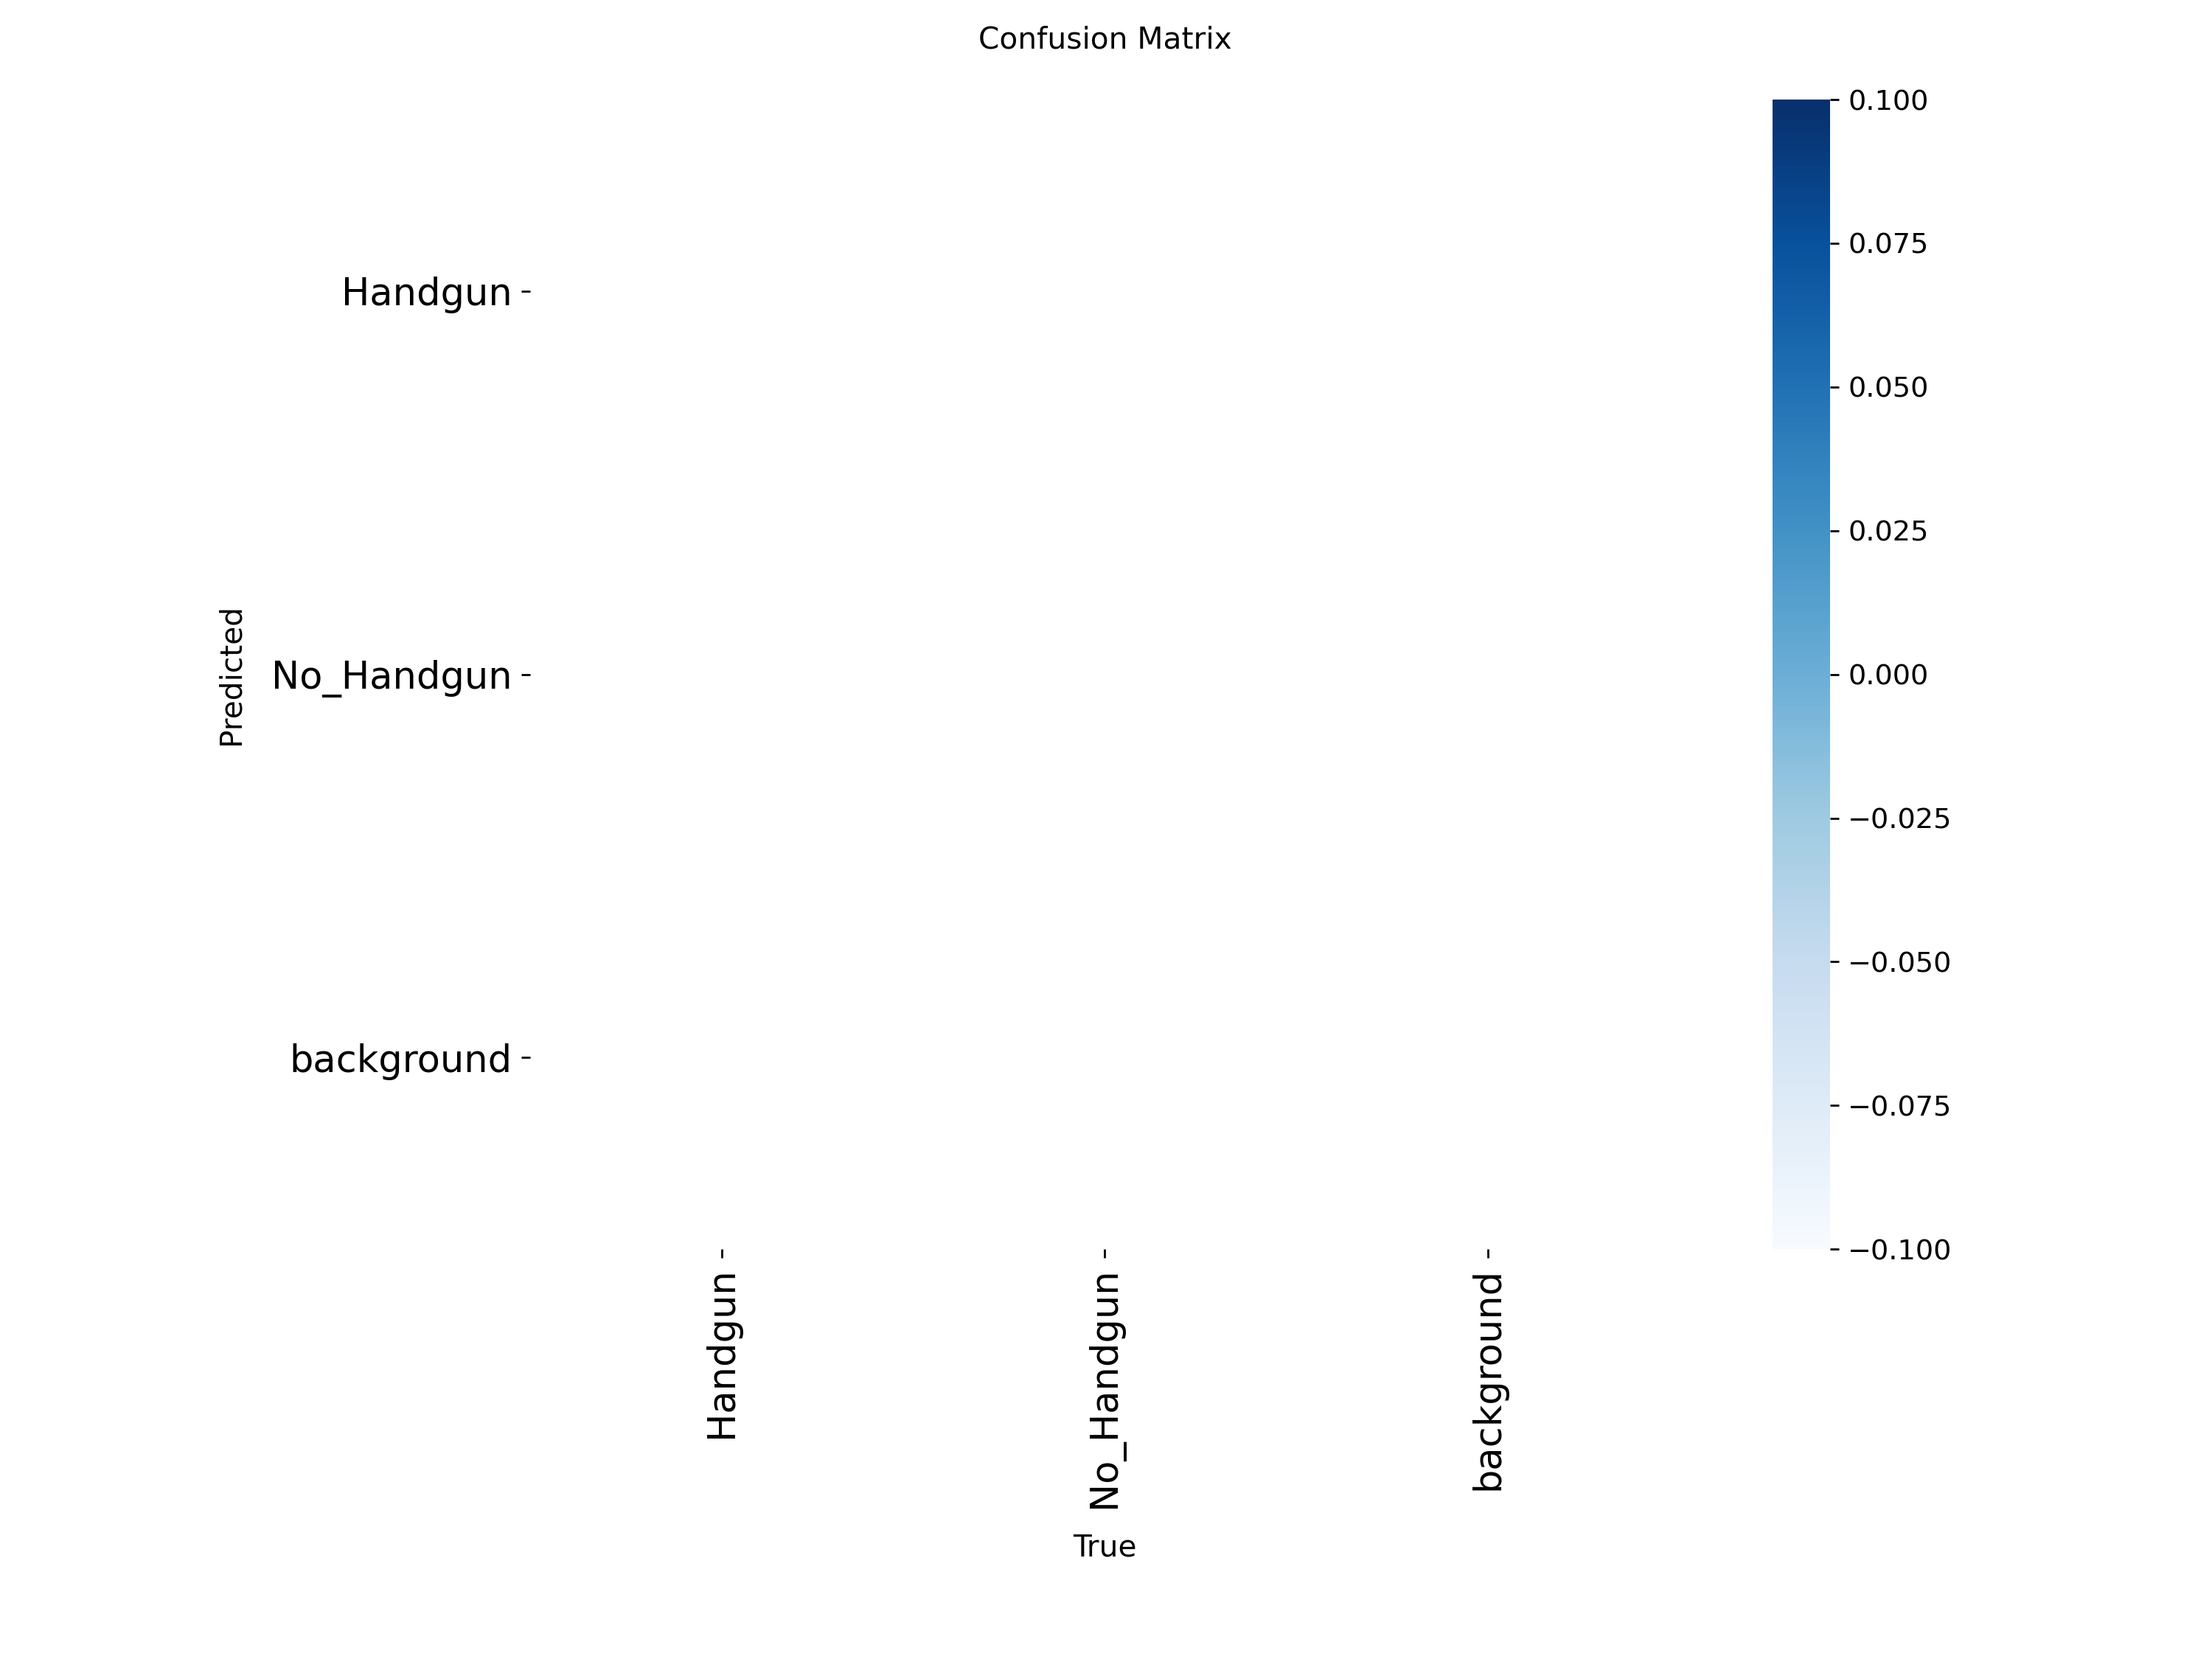 Confusion Matrix
Predicted
Handgun
No_Handgun
background
Handgun
No_Handgun
background
True
0.100
0.075
0.050
0.025
0.000
−0.025
−0.050
−0.075
−0.100